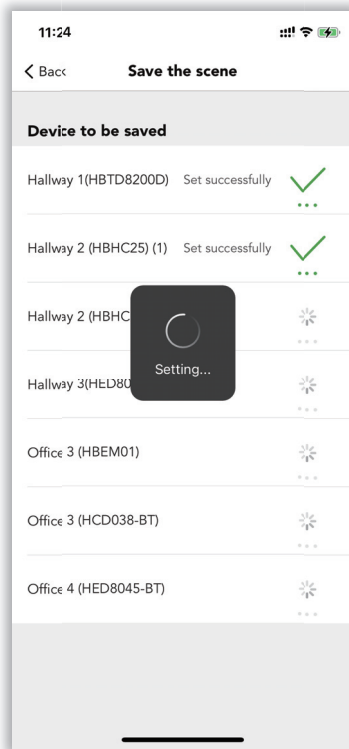 11:24
Back Save the scene
Device to be saved
Hallway 1(HBTD8200D) Set successfully
Hallway 2 (HBHC25) (1) Set successfully
Hallway 2 (HBHC
Setting...
Hallway 3(HED80
Office 3 (HBEM01)
Office 3 (HCD038-BT)
Office 4 (HED8045-BT)